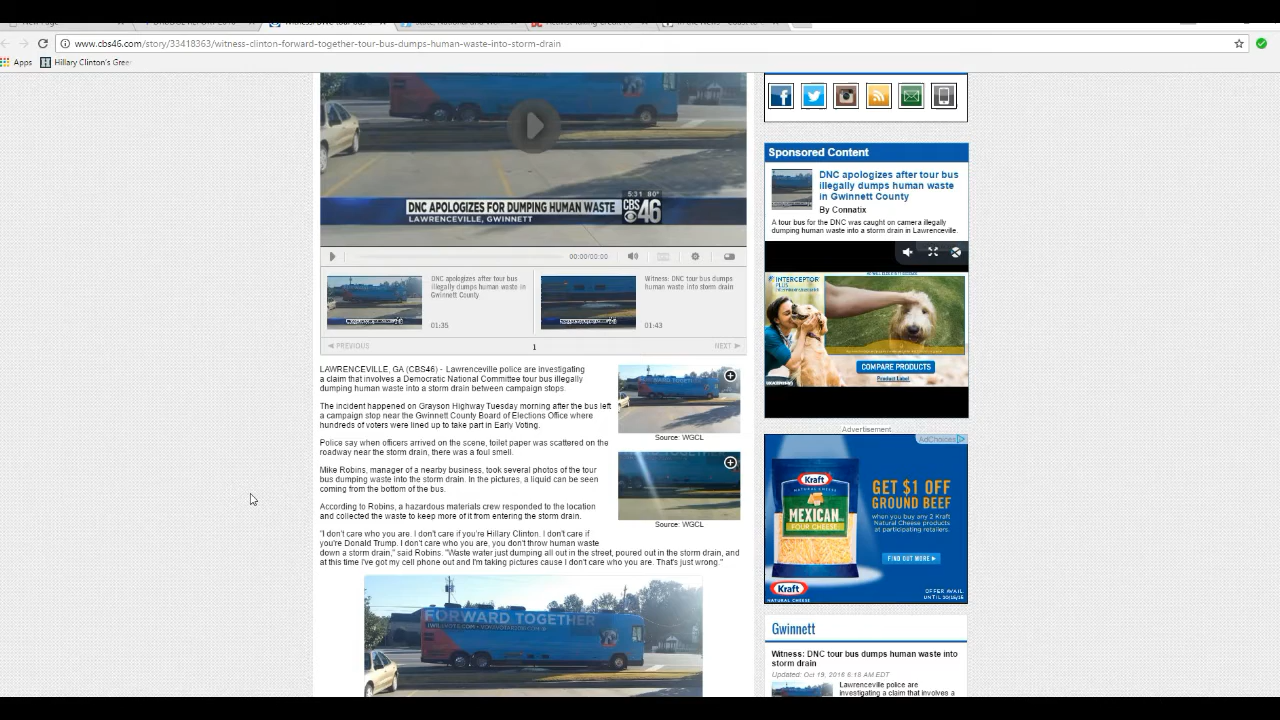 www.cbs46.com/story/33418363/witness-clinton-forward-together-tour-bus-dumps-human-waste-into-storm-drain
Apps
Hillary Clinton's Gree
5:31 80°
DNC APOLOGIZES FOR DUMPING HUMAN WASTE
LAWRENCEVILLE, GWINNETT
CBS 46
00:00/00:00
DNC apologizes after tour bus
illegally dumps human waste in
Gwinnett County
01:35
Witness: DNC tour bus dumps
human waste into storm drain
01:43
PREVIOUS
1
NEXT
LAWRENCEVILLE, GA (CBS46) - Lawrenceville police are investigating
a claim that involves a Democratic National Committee tour bus illegally
dumping human waste into a storm drain between campaign stops.
The incident happened on Grayson Highway Tuesday morning after the bus left
a campaign stop near the Gwinnett County Board of Elections Office where
hundreds of voters were lined up to take part in Early Voting.
Police say when officers arrived on the scene, toilet paper was scattered on the
roadway near the storm drain, there was a foul smell.
Mike Robins, manager of a nearby business, took several photos of the tour
bus dumping waste into the storm drain. In the pictures, a liquid can be seen
coming from the bottom of the bus.
According to Robins, a hazardous materials crew responded to the location
and collected the waste to keep more of it from entering the storm drain.
"I don't care who you are. I don't care if you're Hillary Clinton. I don't care if
you're Donald Trump. I don't care who you are, you don't throw human waste
down a storm drain," said Robins. "Waste water just dumping all out in the street, poured out in the storm drain, and
at this time I've got my cell phone out and I'm taking pictures cause I don't care who you are. That's just wrong."
Source: WGCL
Source: WGCL
FORWARD TOGETHER
Sponsored Content
DNC apologizes after tour bus
illegally dumps human waste
in Gwinnett County
By Connatix
A tour bus for the DNC was caught on camera illegally
dumping human waste into a storm drain in Lawrenceville.
INTERCEPTOR
PLUS
COMPARE PRODUCTS
Product Label
Advertisement
AdChoices
Kraft
MEXICAN
FOUR CHEESE
GET $1 OFF
GROUND BEEF
when you buy any 2 Kraft
Natural Cheese products
at participating retailers.
FIND OUT MORE
Kraft
NATURAL CHEESE
OFFER AVAIL.
Gwinnett
Witness: DNC tour bus dumps human waste into
storm drain
Updated: Oct 19, 2016 6:18 AM EDT
Lawrenceville police are
investigating a claim that involves a